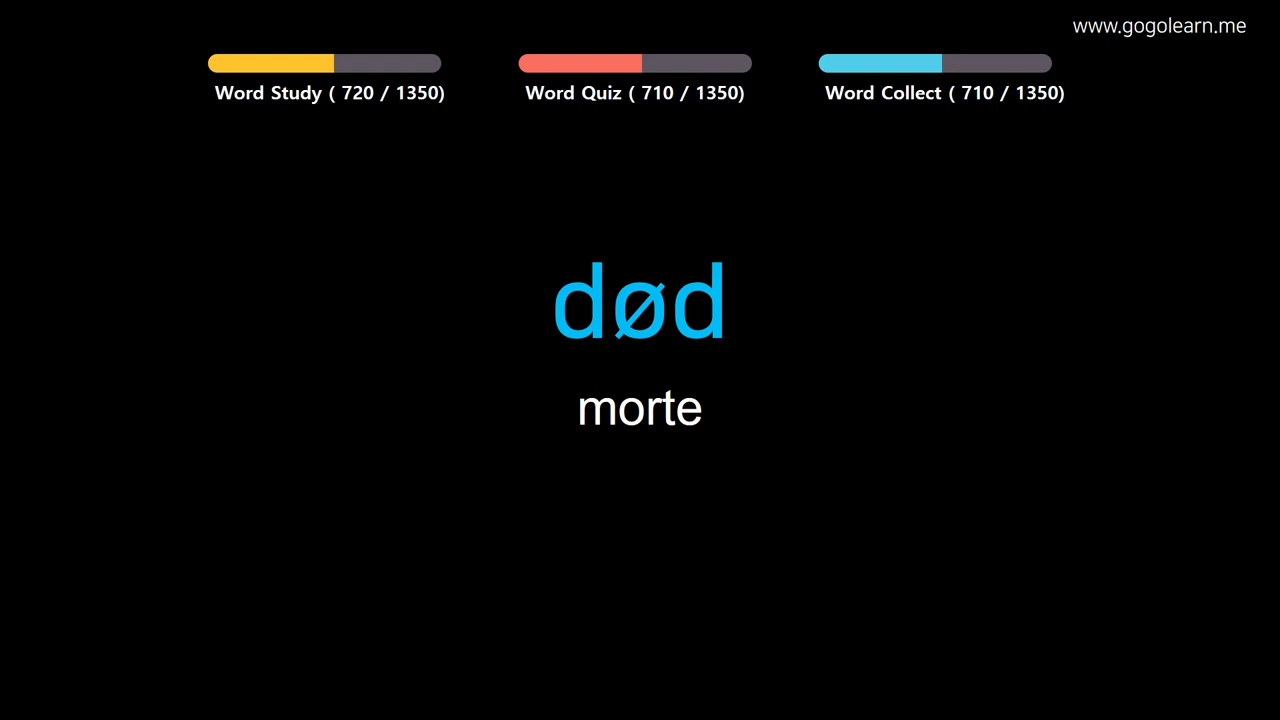 www.gogolearn.me
Word Study ( 720 / 1350)
Word Quiz ( 710 / 1350)
Word Collect ( 710 / 1350)
død
morte